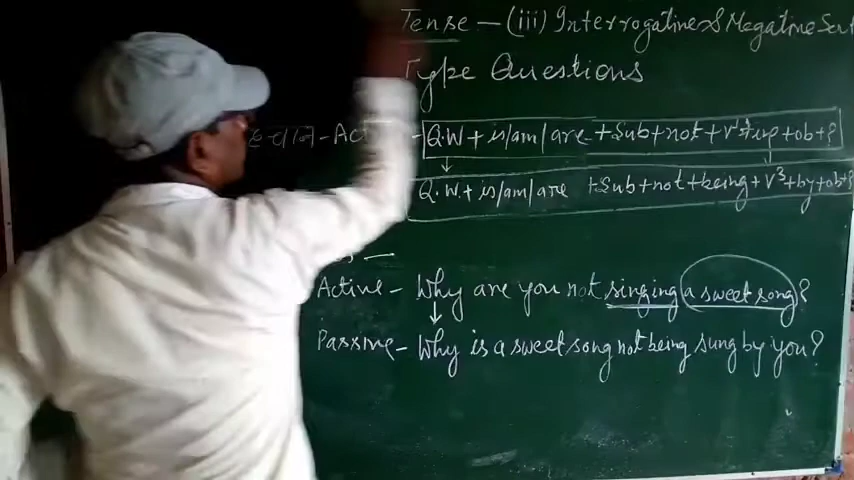 Tense - (iii) Interrogative & Negative Sen
Type Questions
Q.W + is/am/are + Sub + not + V¹ + ing + ob + ?
Q.W. + is/am/are + Sub + not + being + V³ + by + ob + ?
Active - Why are you not singing a sweet song?
Passive - Why is a sweet song not being sung by you?